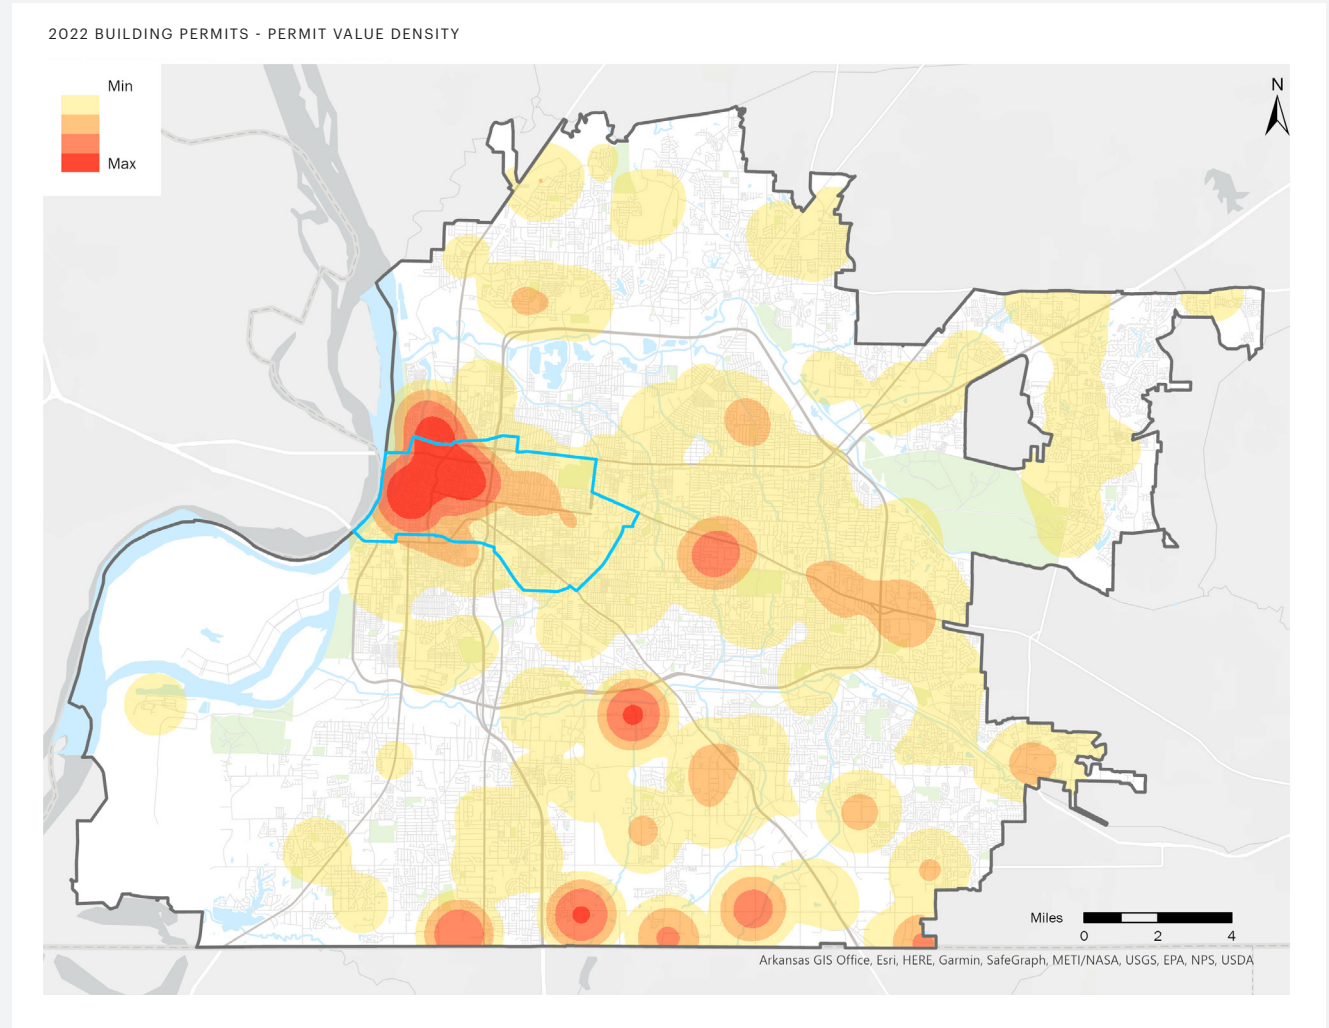 2022 BUILDING PERMITS - PERMIT VALUE DENSITY
Min
Max
N
Miles
0 2 4
Arkansas GIS Office, Esri, HERE, Garmin, SafeGraph, METI/NASA, USGS, EPA, NPS, USDA